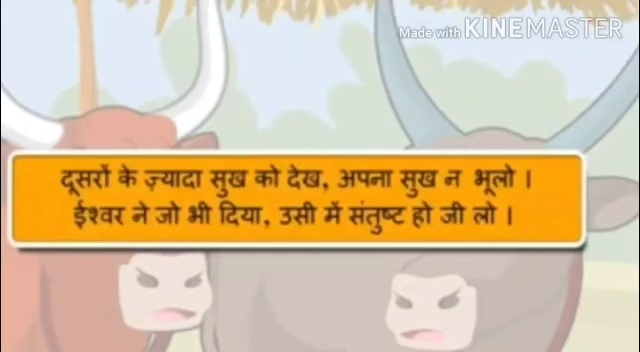 Made with KINEMASTER
दूसरों के ज़्यादा सुख को देख, अपना सुख न भूलो ।
ईश्वर ने जो भी दिया, उसी में संतुष्ट हो जी लो ।